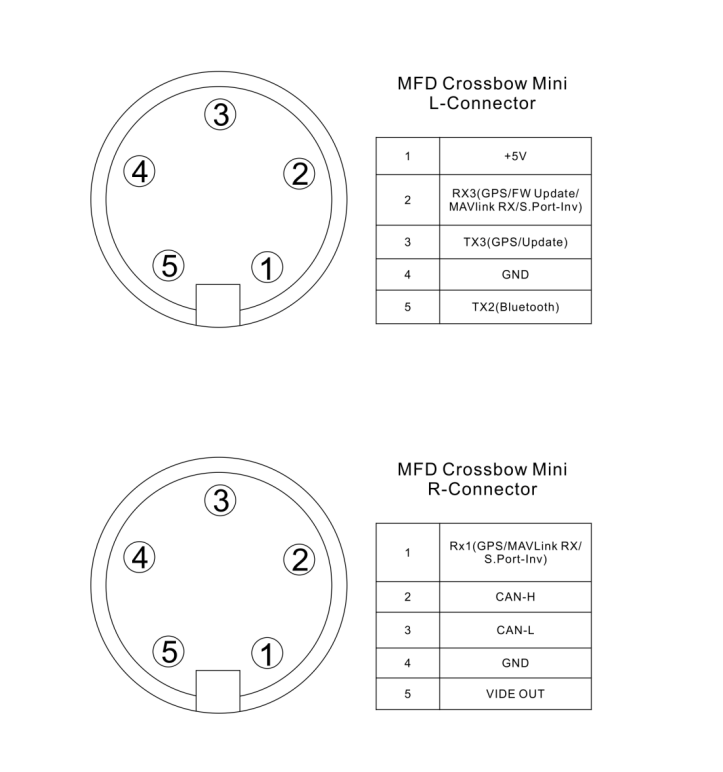 MFD Crossbow Mini
L-Connector
3
4
2
5
1
1 +5V
2 RX3(GPS/FW Update/
MAVlink RX/S.Port-Inv)
3 TX3(GPS/Update)
4 GND
5 TX2(Bluetooth)
MFD Crossbow Mini
R-Connector
3
4
2
5
1
1 Rx1(GPS/MAVLink RX/
S.Port-Inv)
2 CAN-H
3 CAN-L
4 GND
5 VIDE OUT